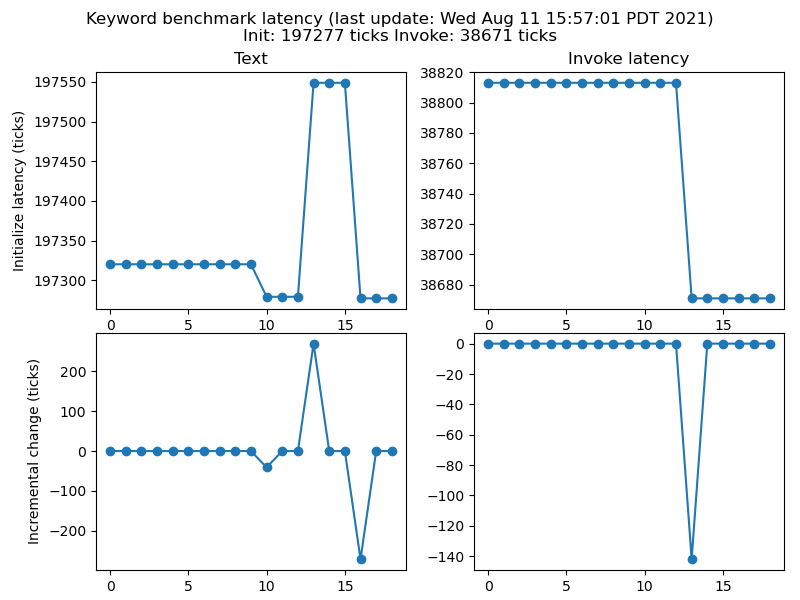 Keyword benchmark latency (last update: Wed Aug 11 15:57:01 PDT 2021)
Init: 197277 ticks Invoke: 38671 ticks
Text
Initialize latency (ticks)
197550
197500
197450
197400
197350
197300
0 5 10 15
Invoke latency
38820
38800
38780
38760
38740
38720
38700
38680
0 5 10 15
Incremental change (ticks)
200
100
0
−100
−200
0 5 10 15
0
−20
−40
−60
−80
−100
−120
−140
0 5 10 15